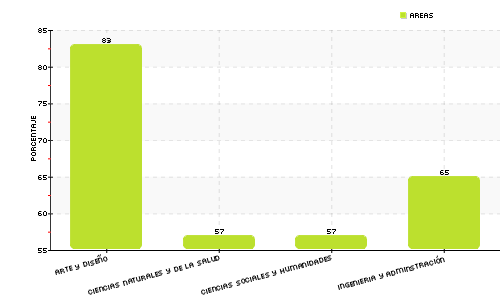 AREAS
PORCENTAJE
85
80
75
70
65
60
55
83
57
57
65
ARTE Y DISEÑO
CIENCIAS NATURALES Y DE LA SALUD
CIENCIAS SOCIALES Y HUMANIDADES
INGENIERIA Y ADMINSTRACIÓN